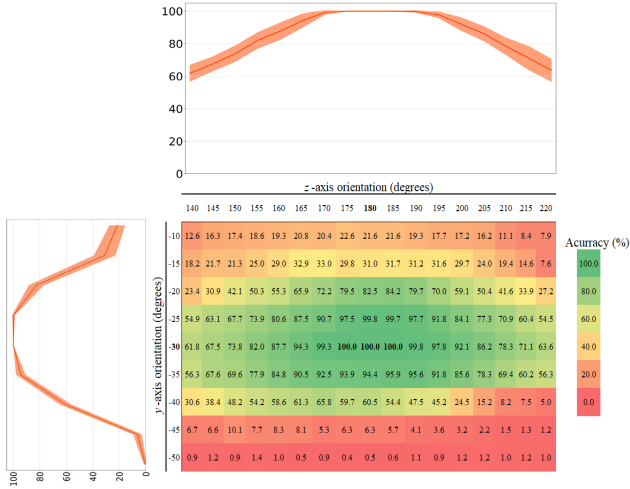 100
80
60
40
20
0
z-axis orientation (degrees)
140 145 150 155 160 165 170 175 180 185 190 195 200 205 210 215 220
-10 12.6 16.3 17.4 18.6 19.3 20.8 20.4 22.6 21.6 21.6 19.3 17.7 17.2 16.2 11.1 8.4 7.9
-15 18.2 21.7 21.3 25.0 29.0 32.9 33.0 29.8 31.0 31.7 31.2 31.6 29.7 24.0 19.4 14.6 7.6
-20 23.4 30.9 42.1 50.3 55.3 65.9 72.2 79.5 82.5 84.2 79.7 70.0 59.1 50.4 41.6 33.9 27.2
-25 54.9 63.1 67.7 73.9 80.6 87.5 90.7 97.5 99.8 99.7 97.7 91.8 84.1 77.3 70.9 60.4 54.5
-30 61.8 67.5 73.8 82.0 87.7 94.3 99.3 100.0 100.0 100.0 99.8 97.8 92.1 86.2 78.3 71.1 63.6
-35 56.3 67.6 69.6 77.9 84.8 90.5 92.5 93.9 94.4 95.9 95.6 91.8 85.6 78.3 69.4 60.2 56.3
-40 30.6 38.4 48.2 54.2 58.6 61.3 65.8 59.7 60.5 54.4 47.5 45.2 24.5 15.2 8.2 7.5 5.0
-45 6.7 6.6 10.1 7.7 8.3 8.1 5.3 6.3 6.3 5.7 4.1 3.6 3.2 2.2 1.5 1.3 1.2
-50 0.9 1.2 0.9 1.4 1.0 0.5 0.9 0.4 0.5 0.6 1.1 0.9 1.2 1.2 1.0 1.2 1.0
y-axis orientation (degrees)
100 80 60 40 20 0
Acurracy (%)
100.0
80.0
60.0
40.0
20.0
0.0